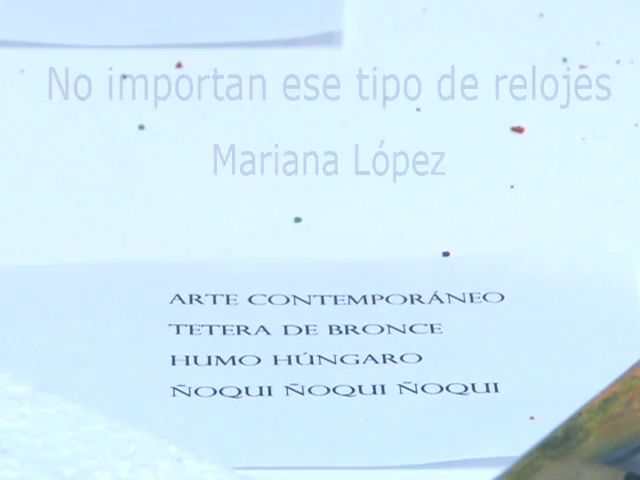 No importan ese tipo de relojes
Mariana López
ARTE CONTEMPORÁNEO
TETERA DE BRONCE
HUMO HÚNGARO
ÑOQUI ÑOQUI ÑOQUI